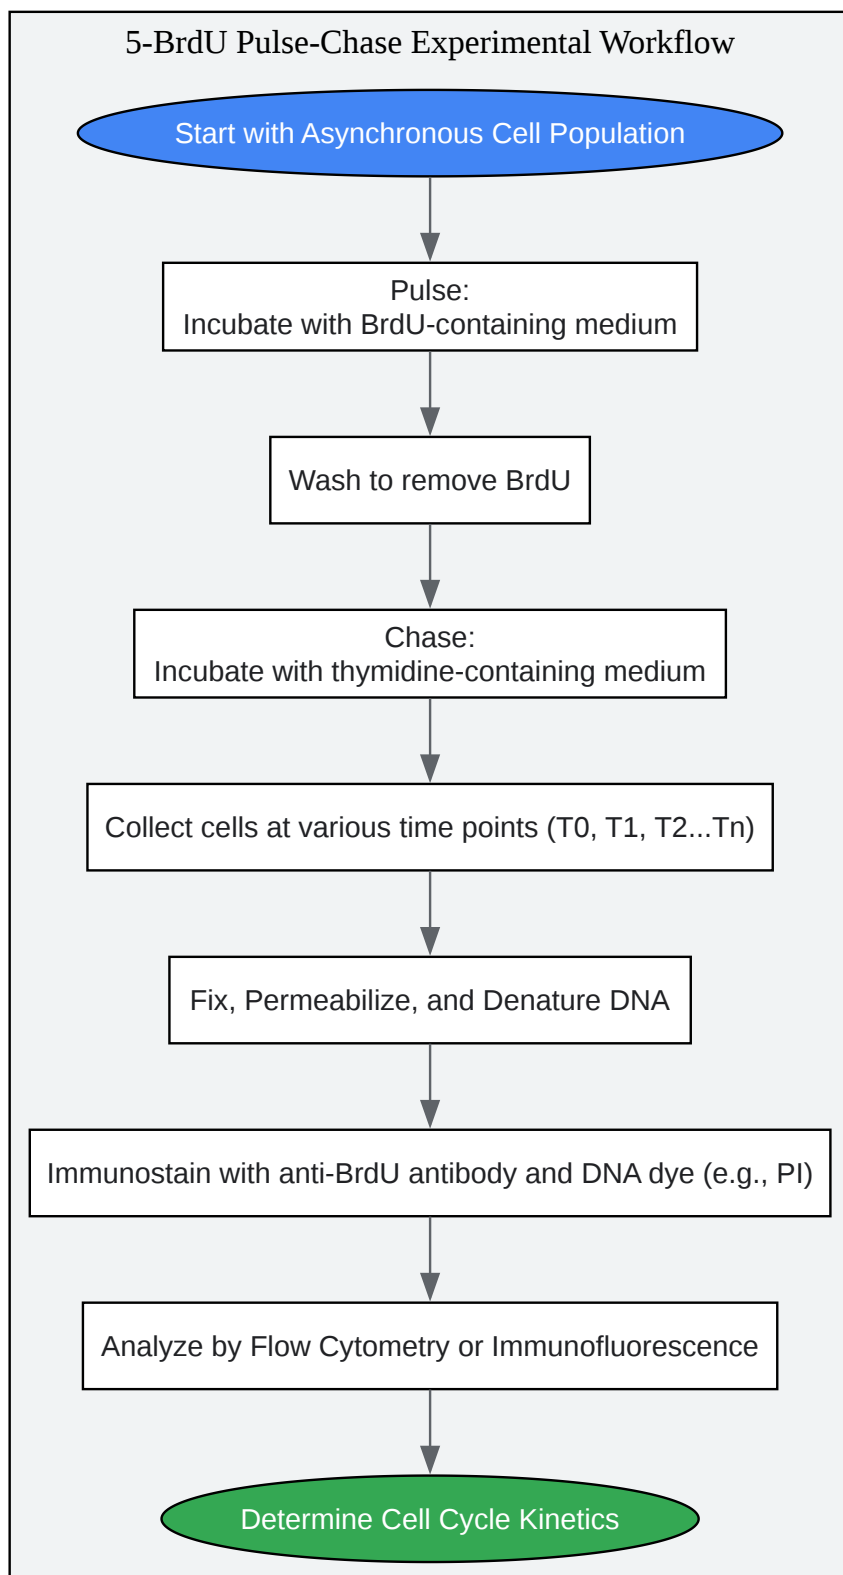 5-BrdU Pulse-Chase Experimental Workflow
Start with Asynchronous Cell Population
Pulse:
Incubate with BrdU-containing medium
Wash to remove BrdU
Chase:
Incubate with thymidine-containing medium
Collect cells at various time points (T0, T1, T2...Tn)
Fix, Permeabilize, and Denature DNA
Immunostain with anti-BrdU antibody and DNA dye (e.g., PI)
Analyze by Flow Cytometry or Immunofluorescence
Determine Cell Cycle Kinetics